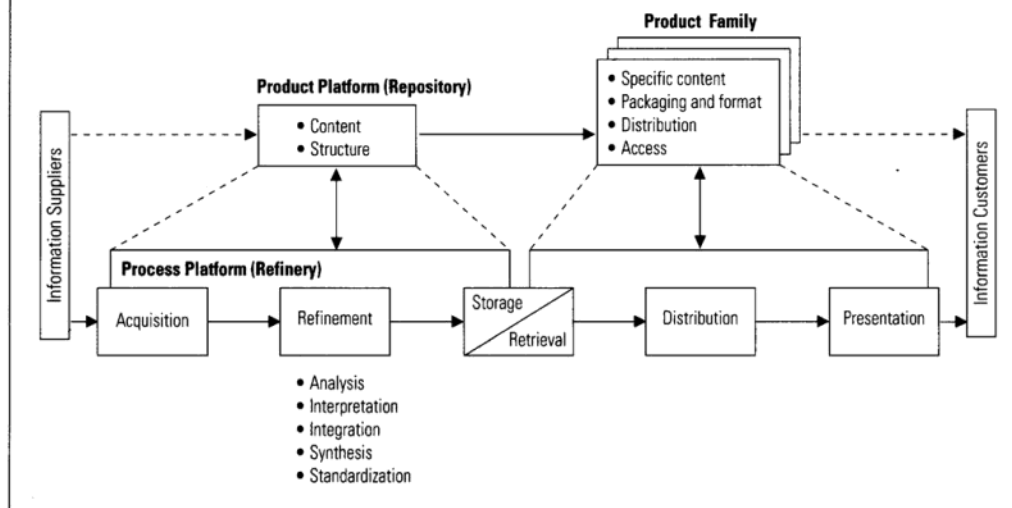 Product Family
• Specific content
• Packaging and format
• Distribution
• Access
Product Platform (Repository)
• Content
• Structure
Information Suppliers
Information Customers
Process Platform (Refinery)
Acquisition
Refinement
Storage
Retrieval
Distribution
Presentation
• Analysis
• Interpretation
• Integration
• Synthesis
• Standardization